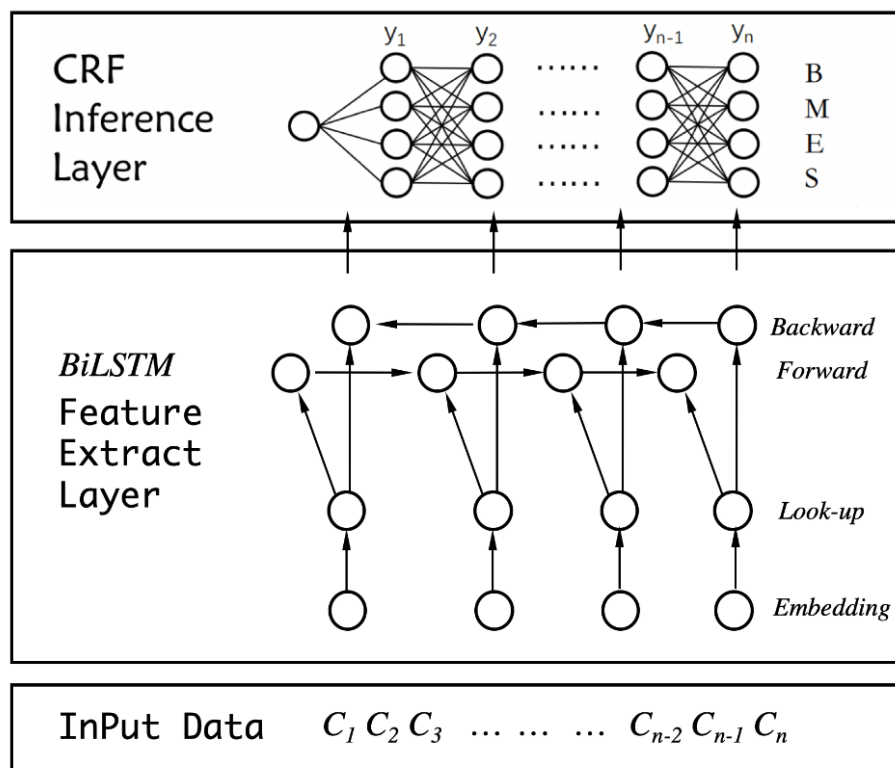 y₁ y₂ yₙ₋₁ yₙ
CRF
Inference
Layer
…… 
……
……
……
B
M
E
S
BiLSTM
Feature
Extract
Layer
Backward
Forward
Look-up
Embedding
InPut Data C₁ C₂ C₃ … … … Cₙ₋₂ Cₙ₋₁ Cₙ